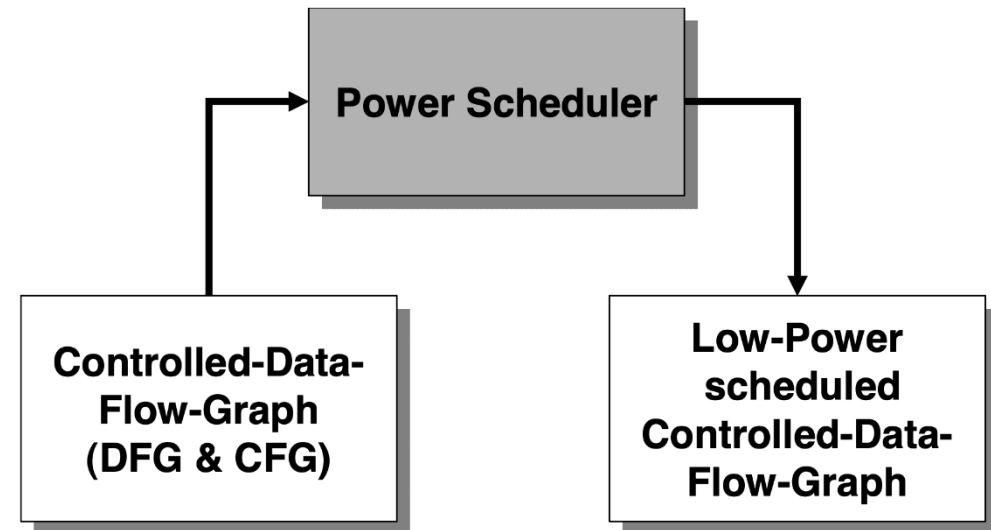 Power Scheduler
Controlled-Data-
Flow-Graph
(DFG & CFG)
Low-Power
scheduled
Controlled-Data-
Flow-Graph